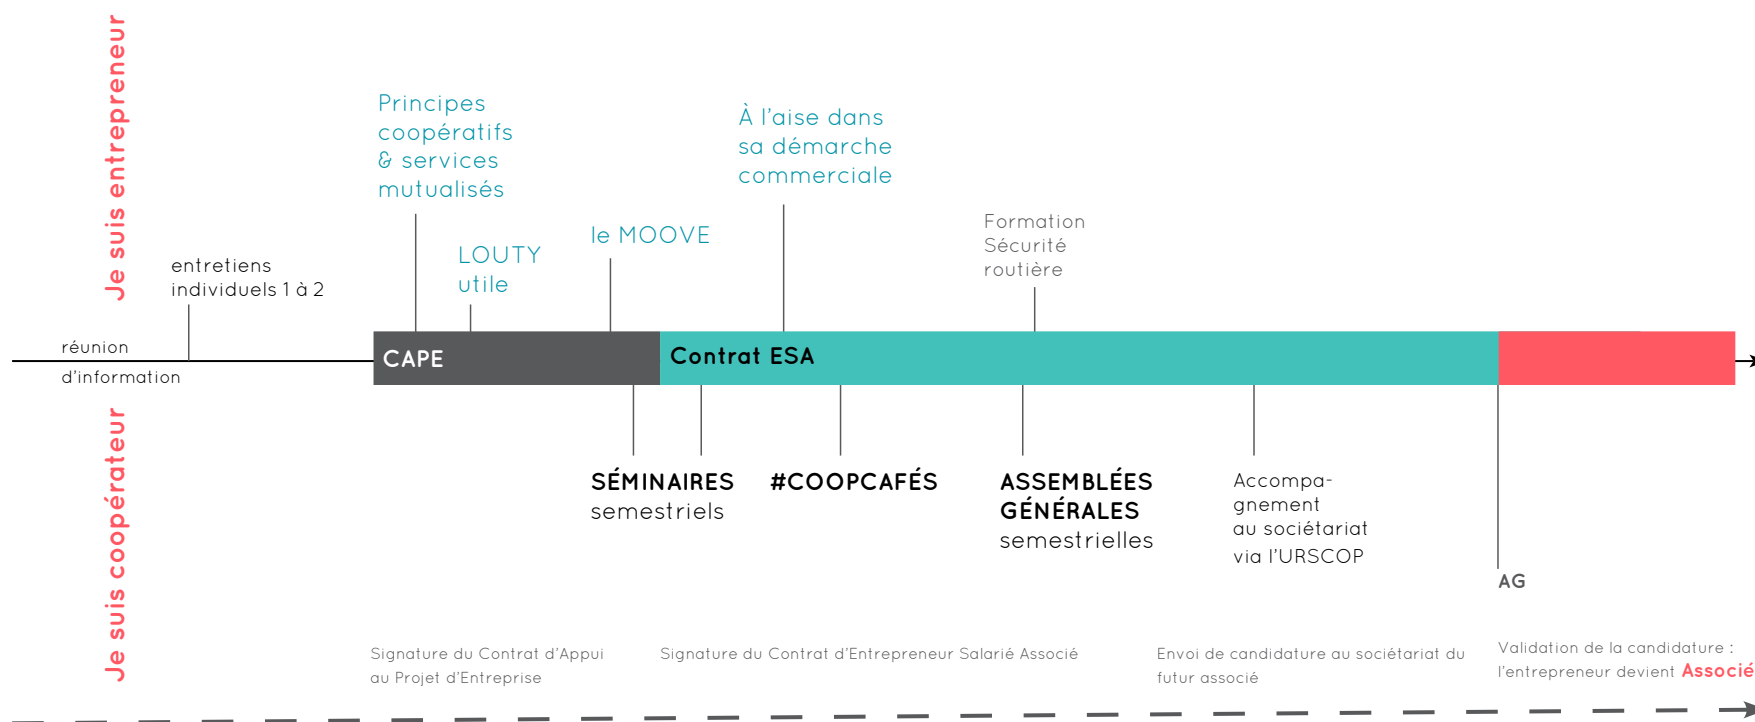 Je suis entrepreneur
Principes
coopératifs
& services
mutualisés
À l'aise dans
sa démarche
commerciale
LOUTY
utile
le MOOVE
Formation
Sécurité
routière
entretiens
individuels 1 à 2
réunion
d'information
CAPE
Contrat ESA
Je suis coopérateur
SÉMINAIRES
semestriels
#COOPCAFÉS
ASSEMBLÉES
GÉNÉRALES
semestrielles
Accompa-
gnement
au sociétariat
via l'URSCOP
AG
Signature du Contrat d'Appui
au Projet d'Entreprise
Signature du Contrat d'Entrepreneur Salarié Associé
Envoi de candidature au sociétariat du
futur associé
Validation de la candidature :
l'entrepreneur devient Associé